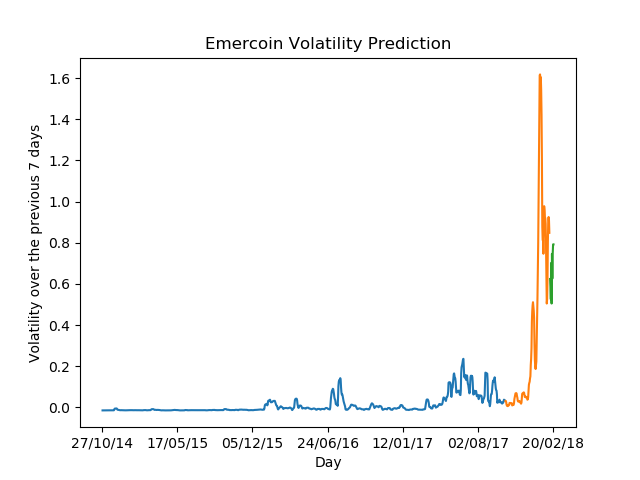 Emercoin Volatility Prediction
Volatility over the previous 7 days
1.6
1.4
1.2
1.0
0.8
0.6
0.4
0.2
0.0
27/10/14 17/05/15 05/12/15 24/06/16 12/01/17 02/08/17 20/02/18
Day